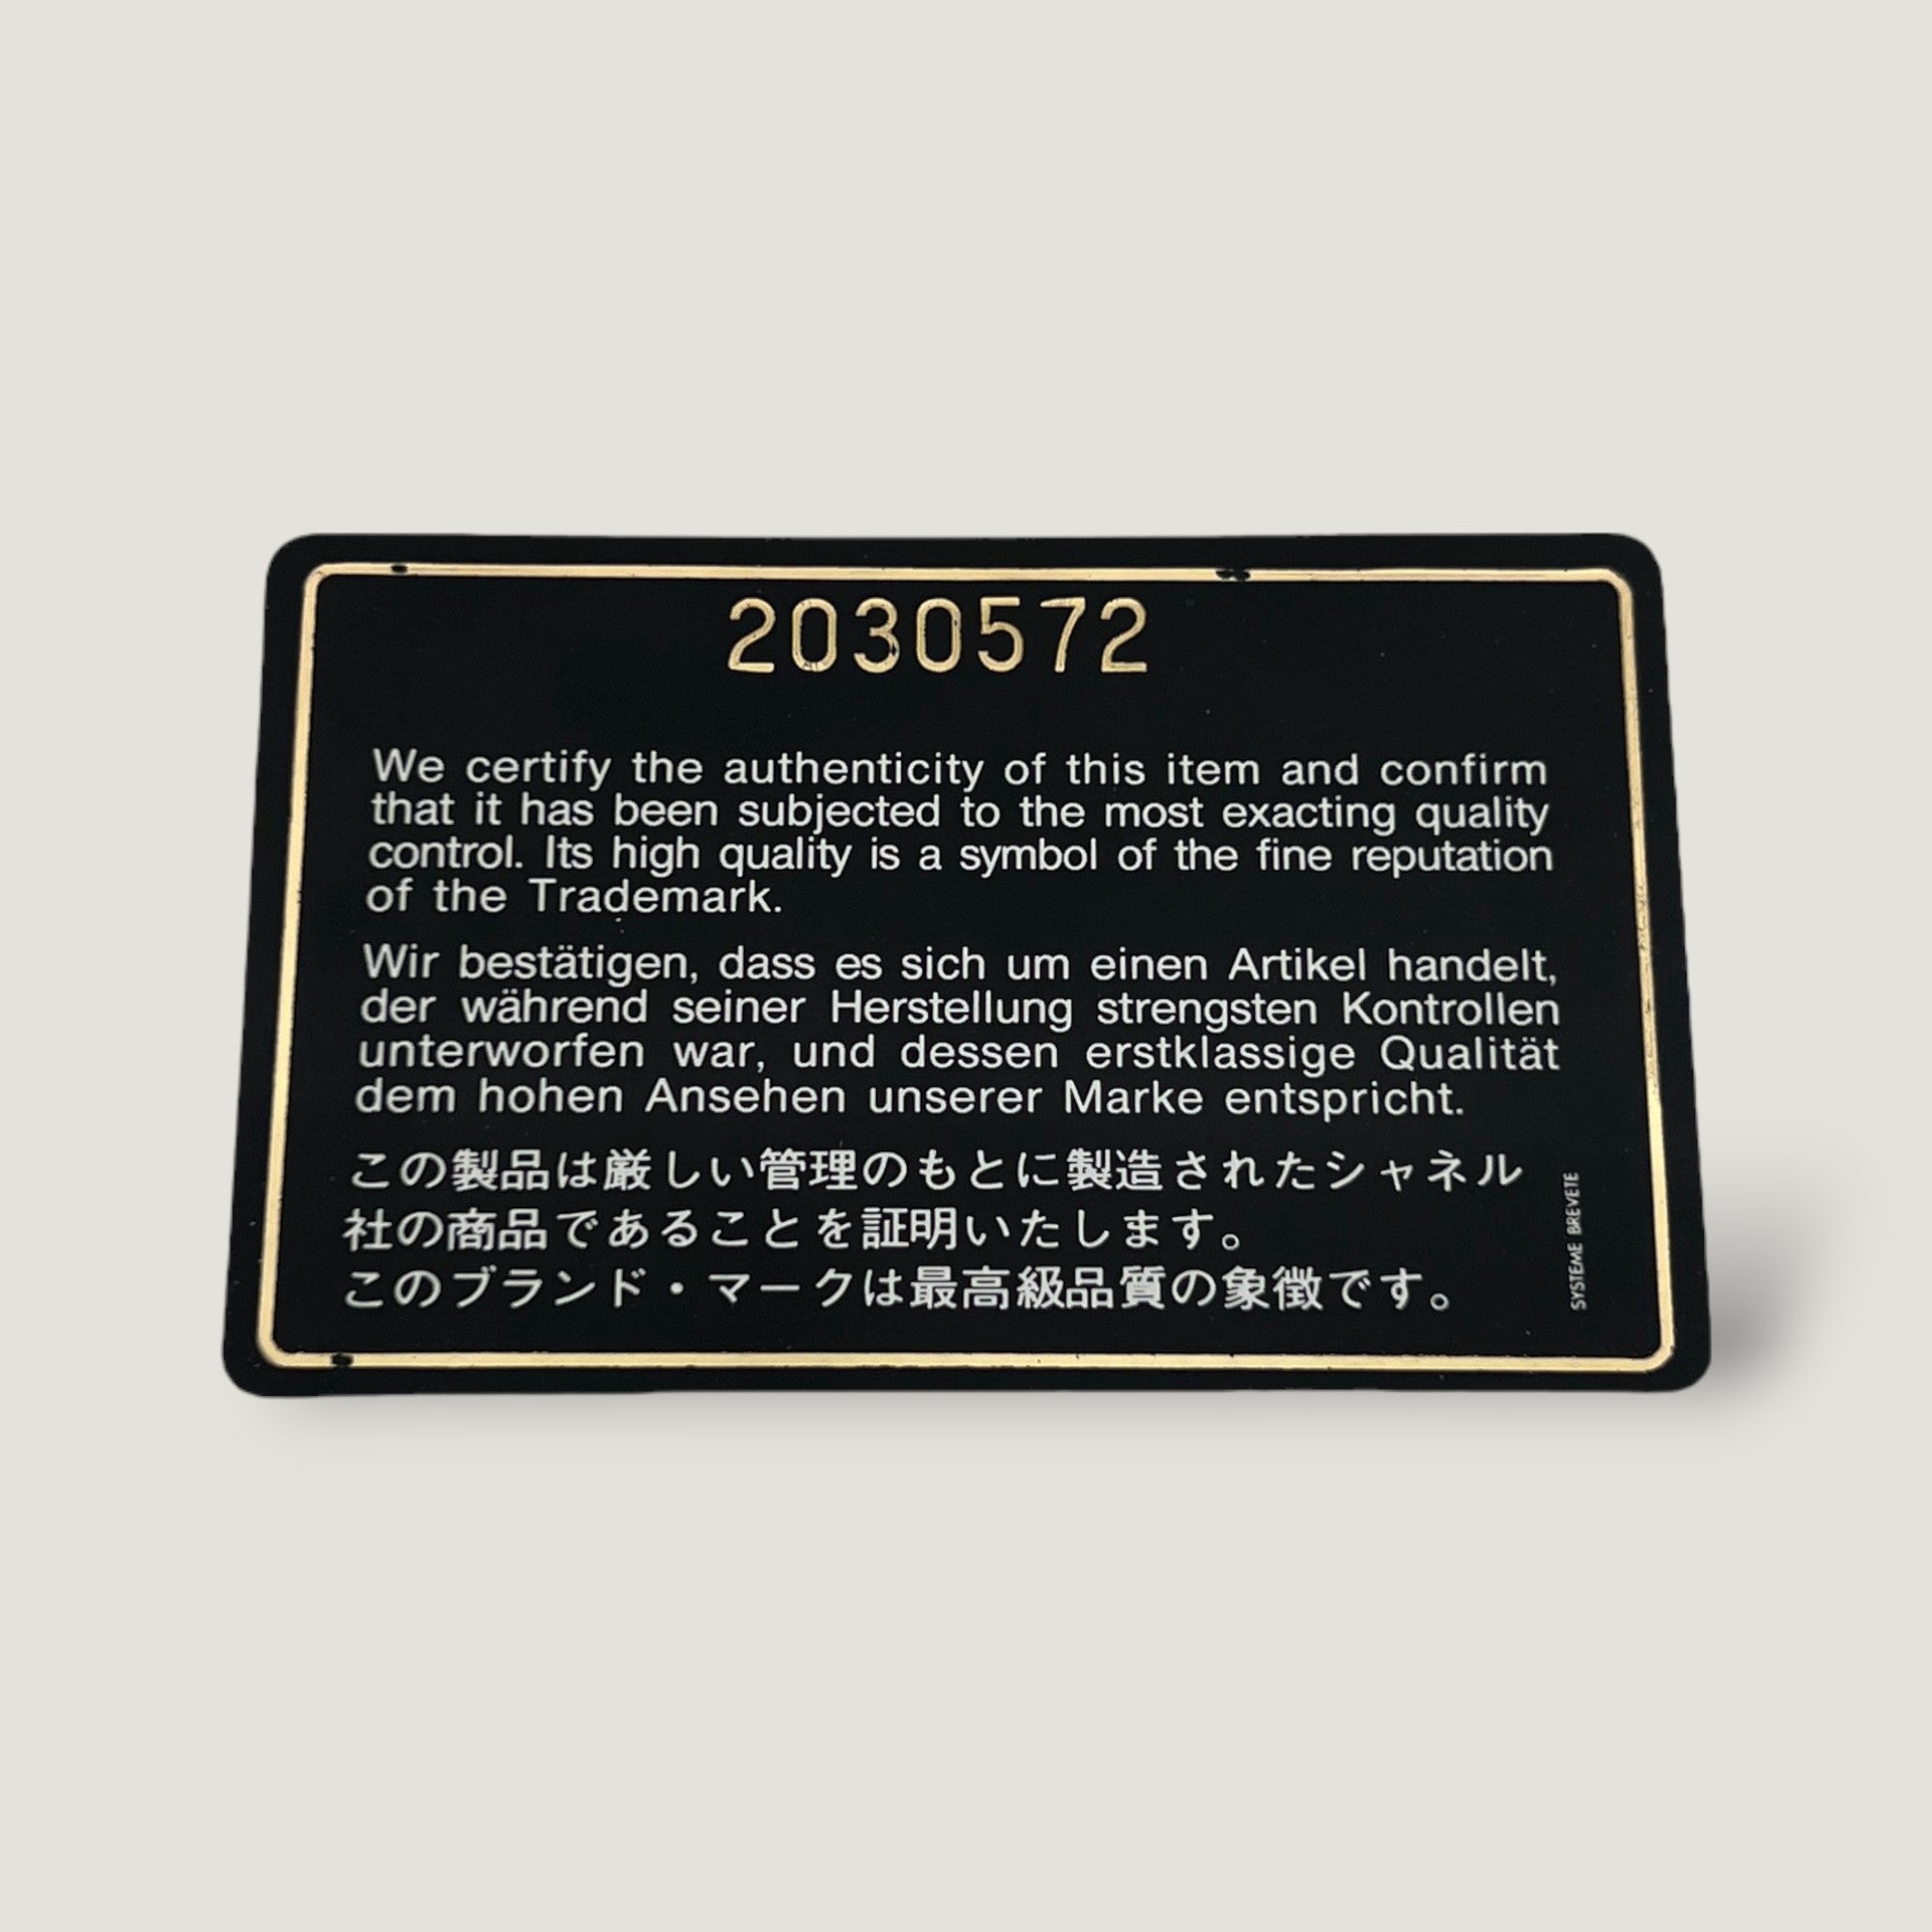 2030572
We certify the authenticity of this item and confirm
that it has been subjected to the most exacting quality
control. Its high quality is a symbol of the fine reputation
of the Trademark.
Wir bestätigen, dass es sich um einen Artikel handelt,
der während seiner Herstellung strengsten Kontrollen
unterworfen war, und dessen erstklassige Qualität
dem hohen Ansehen unserer Marke entspricht.
この製品は厳しい管理のもとに製造されたシャネル
社の商品であることを証明いたします。
このブランド・マークは最高級品質の象徴です。
SYSTEME BREVETE